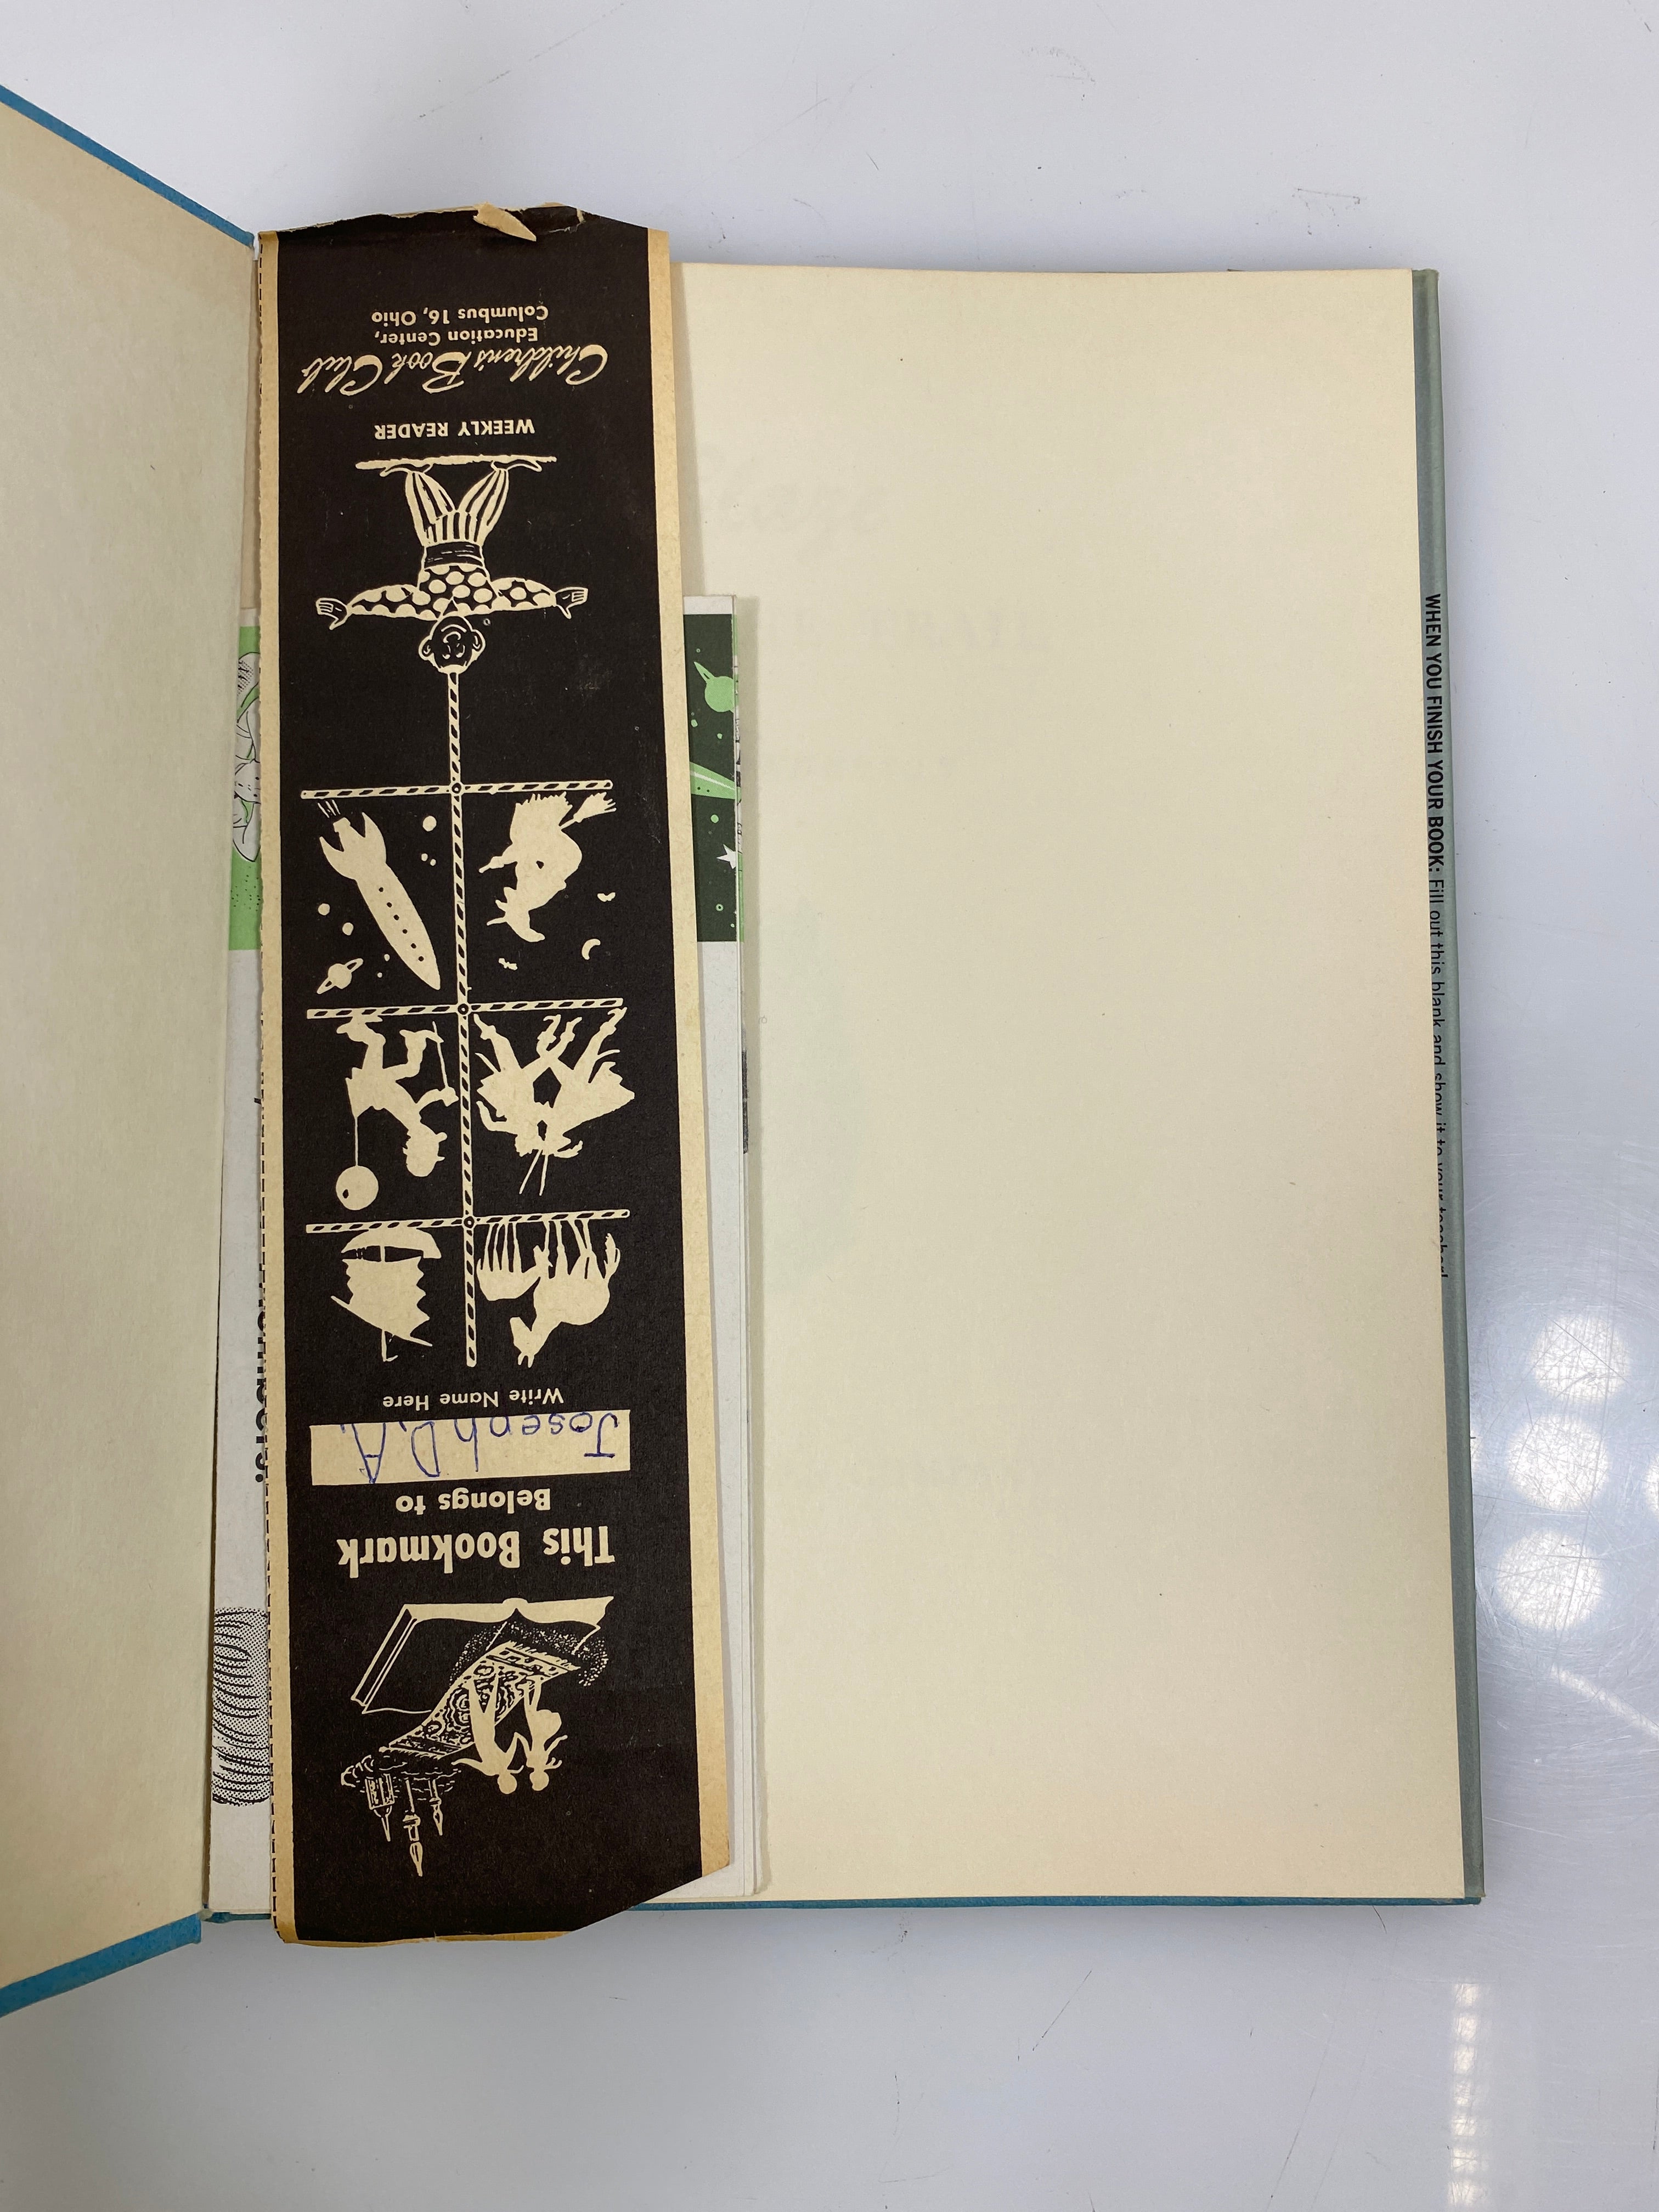 This Bookmark
Belongs to
Joseph D. A.
Write Name Here
WEEKLY READER
Children's Book Club
Education Center,
Columbus 16, Ohio
WHEN YOU FINISH YOUR BOOK: Fill out this blank and show it to your teacher!